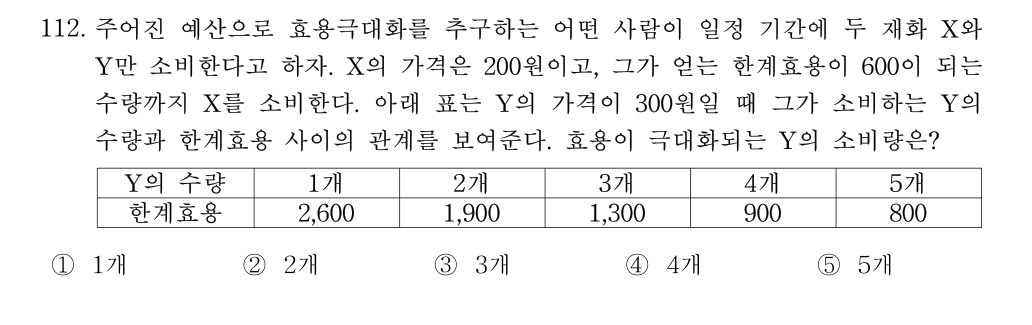 112. 주어진 예산으로 효용극대화를 추구하는 어떤 사람이 일정 기간에 두 재화 X와
Y만 소비한다고 하자. X의 가격은 200원이고, 그가 얻는 한계효용이 600이 되는
수량까지 X를 소비한다. 아래 표는 Y의 가격이 300원일 때 그가 소비하는 Y의
수량과 한계효용 사이의 관계를 보여준다. 효용이 극대화되는 Y의 소비량은?
Y의 수량 1개 2개 3개 4개 5개
한계효용 2,600 1,900 1,300 900 800
① 1개 ② 2개 ③ 3개 ④ 4개 ⑤ 5개